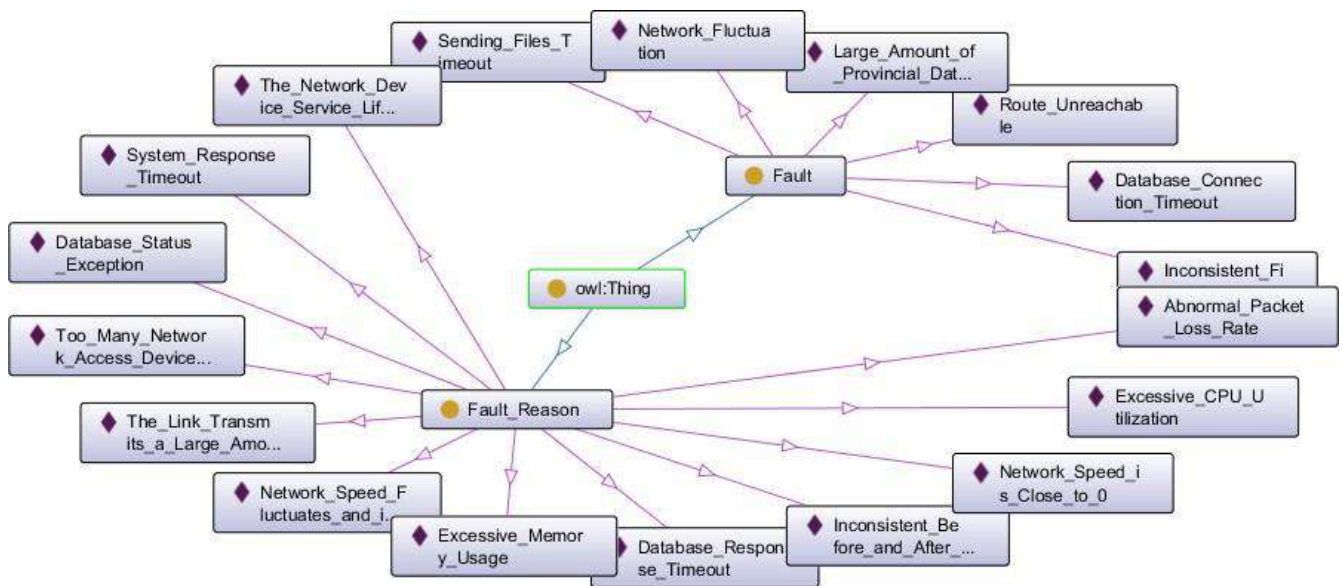 Sending_Files_T
imeout
Network_Fluctua
tion
Large_Amount_of
_Provincial_Dat...
The_Network_Dev
ice_Service_Lif...
Route_Unreachab
le
System_Response
_Timeout
Fault
Database_Connec
tion_Timeout
Database_Status
_Exception
owl:Thing
Inconsistent_Fi
Abnormal_Packet
_Loss_Rate
Too_Many_Networ
k_Access_Device...
Fault_Reason
Excessive_CPU_U
tilization
The_Link_Transm
its_a_Large_Amo...
Network_Speed_i
s_Close_to_0
Network_Speed_F
luctuates_and_i...
Excessive_Memor
y_Usage
Database_Respon
se_Timeout
Inconsistent_Be
fore_and_After_...